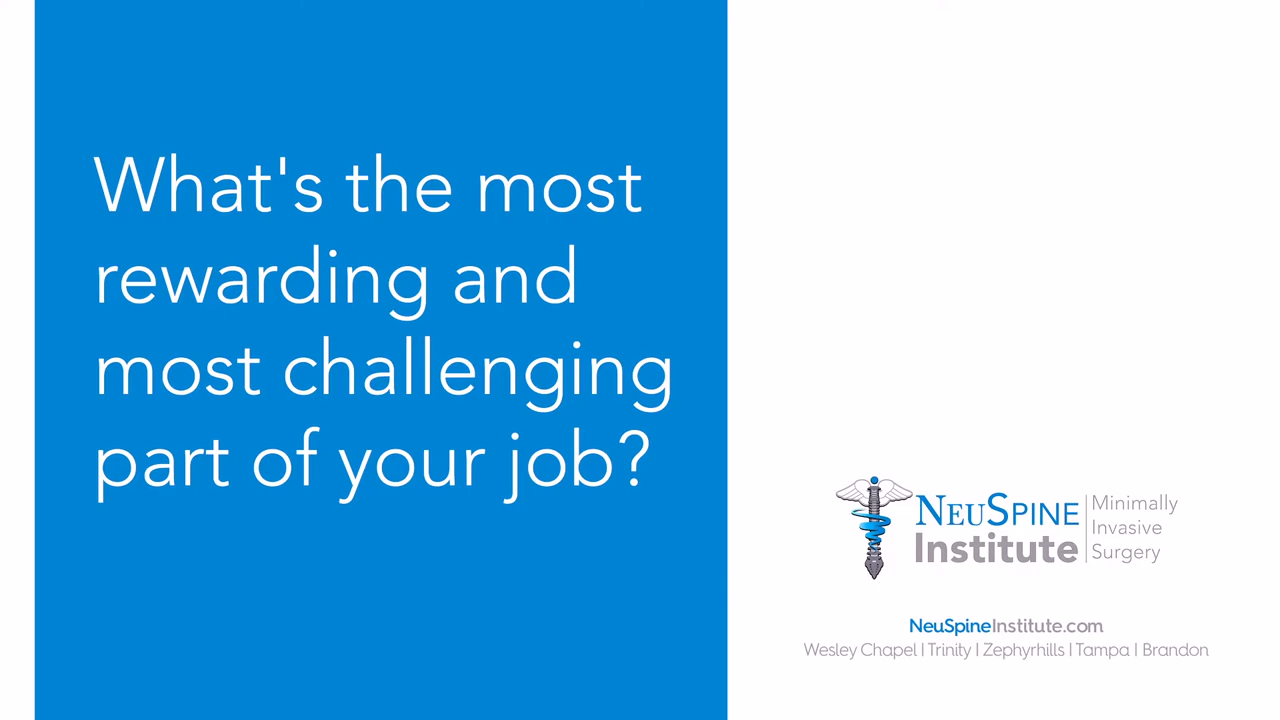 What's the most
rewarding and
most challenging
part of your job?
NEUSPINE
Institute
Minimally
Invasive
Surgery
NeuSpineInstitute.com
Wesley Chapel | Trinity | Zephyrhills | Tampa | Brandon